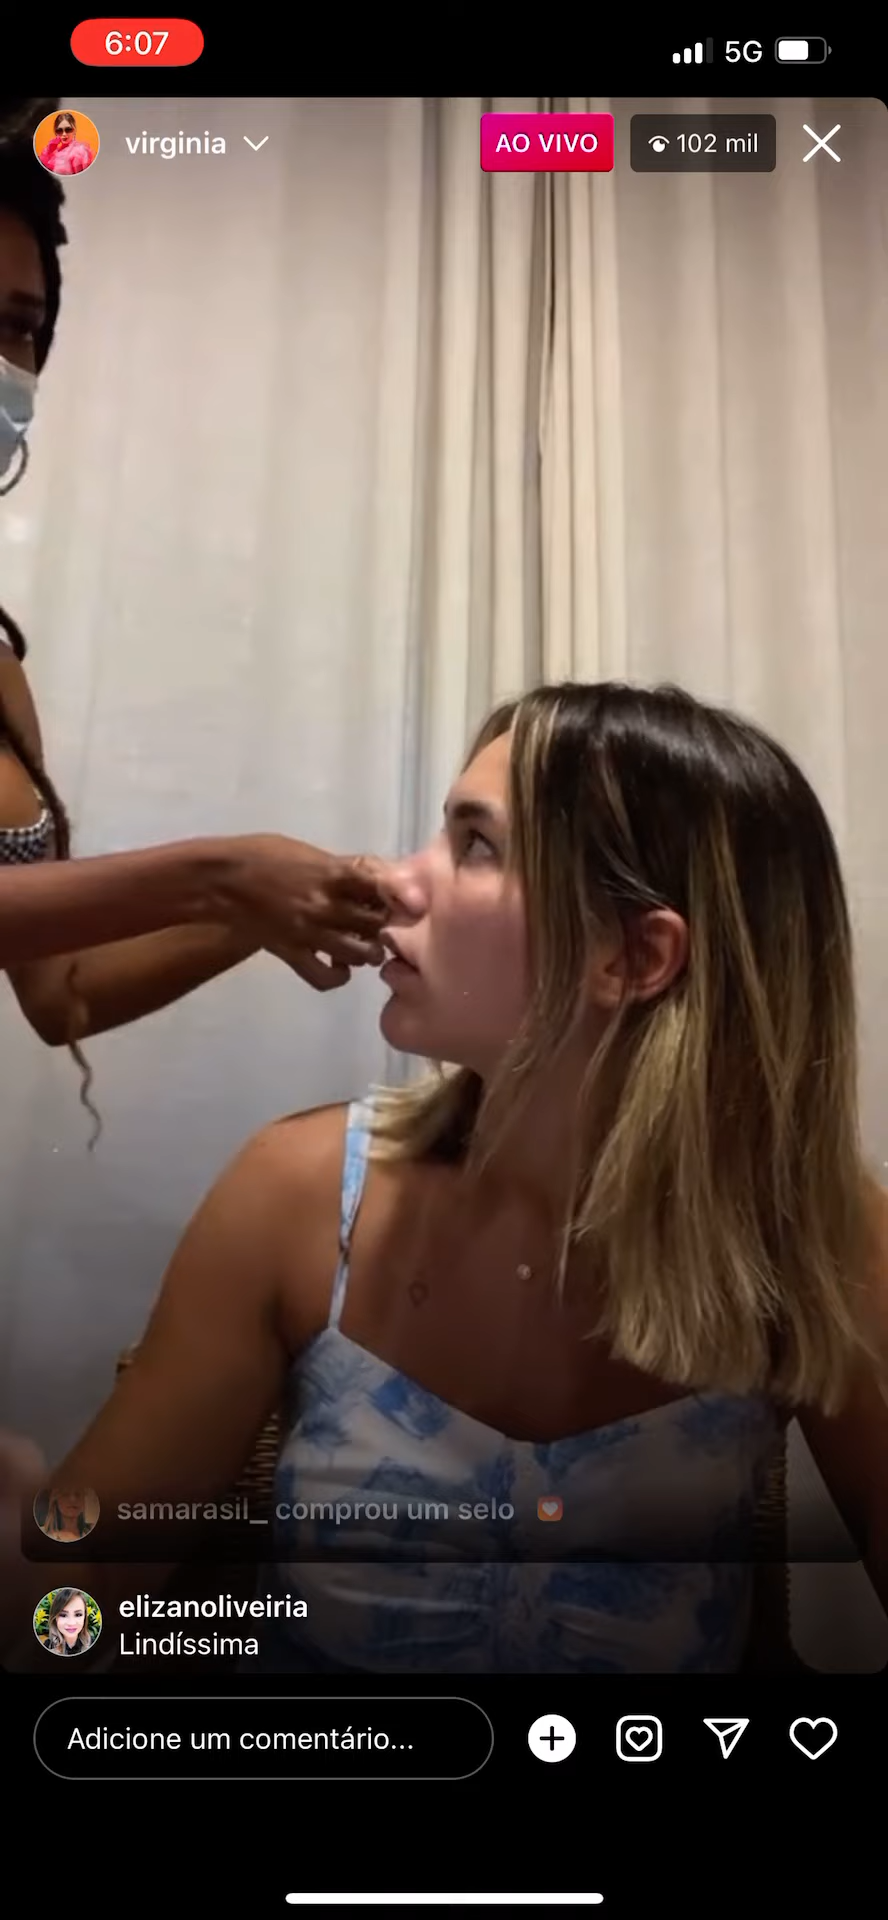 6:07
5G
virginia
AO VIVO
102 mil
samarasil_ comprou um selo
elizanoliveiria
Lindíssima
Adicione um comentário...